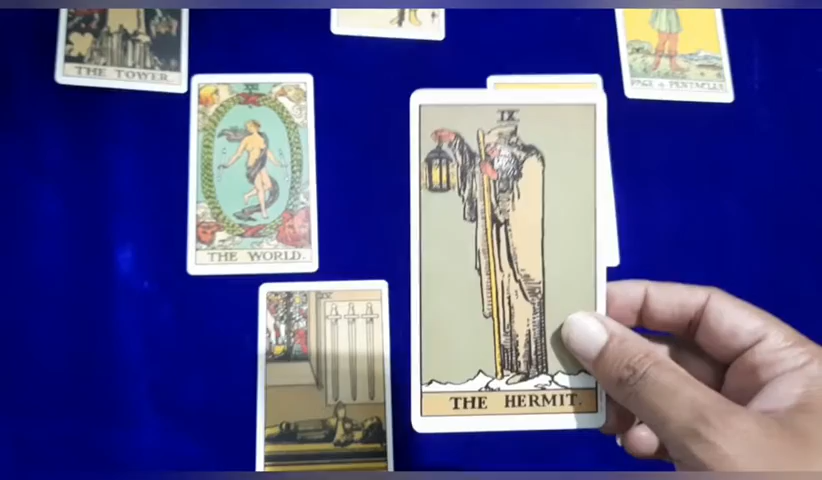 THE TOWER.
PAGE of PENTACLES.
XXI
THE WORLD.
IX
THE HERMIT.
IV